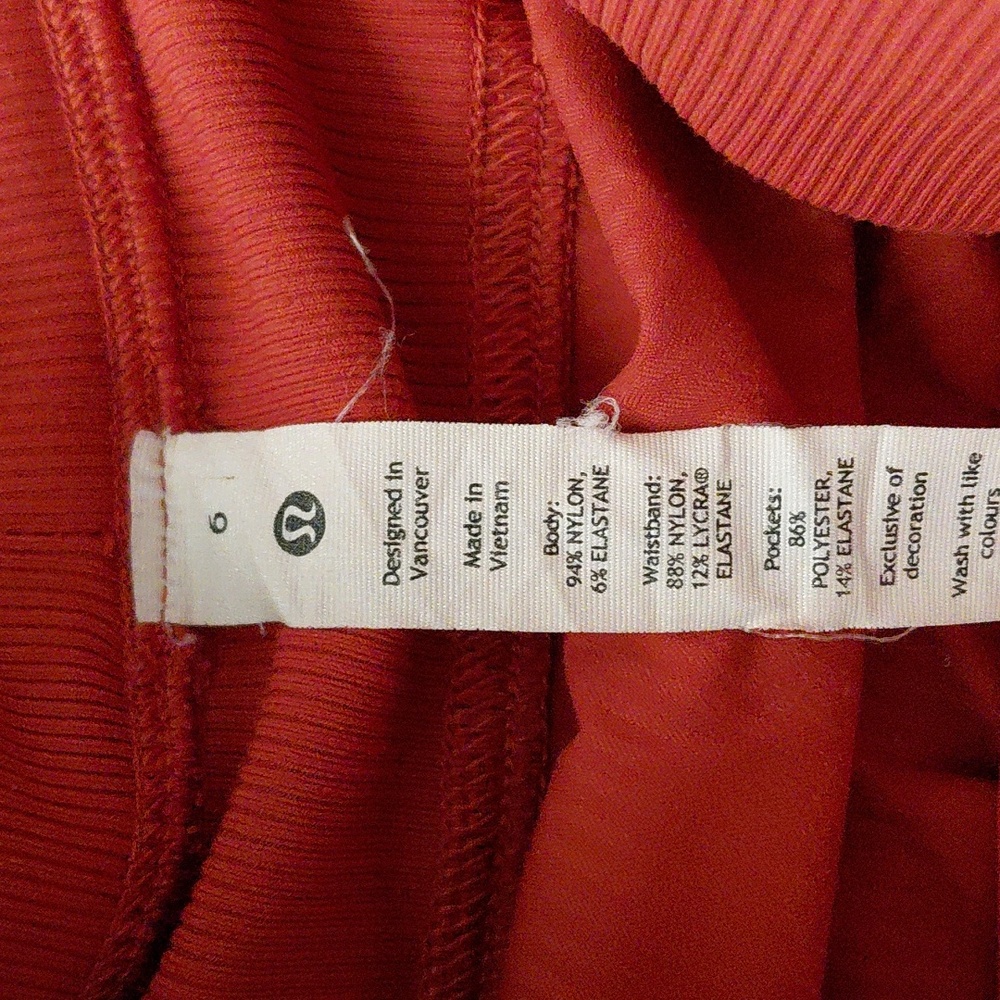 6
Designed in
Vancouver
Made in
Vietnam
Body:
94% NYLON,
6% ELASTANE
Waistband:
88% NYLON,
12% LYCRA®
ELASTANE
Pockets:
86%
POLYESTER,
14% ELASTANE
Exclusive of
decoration
Wash with like
colours